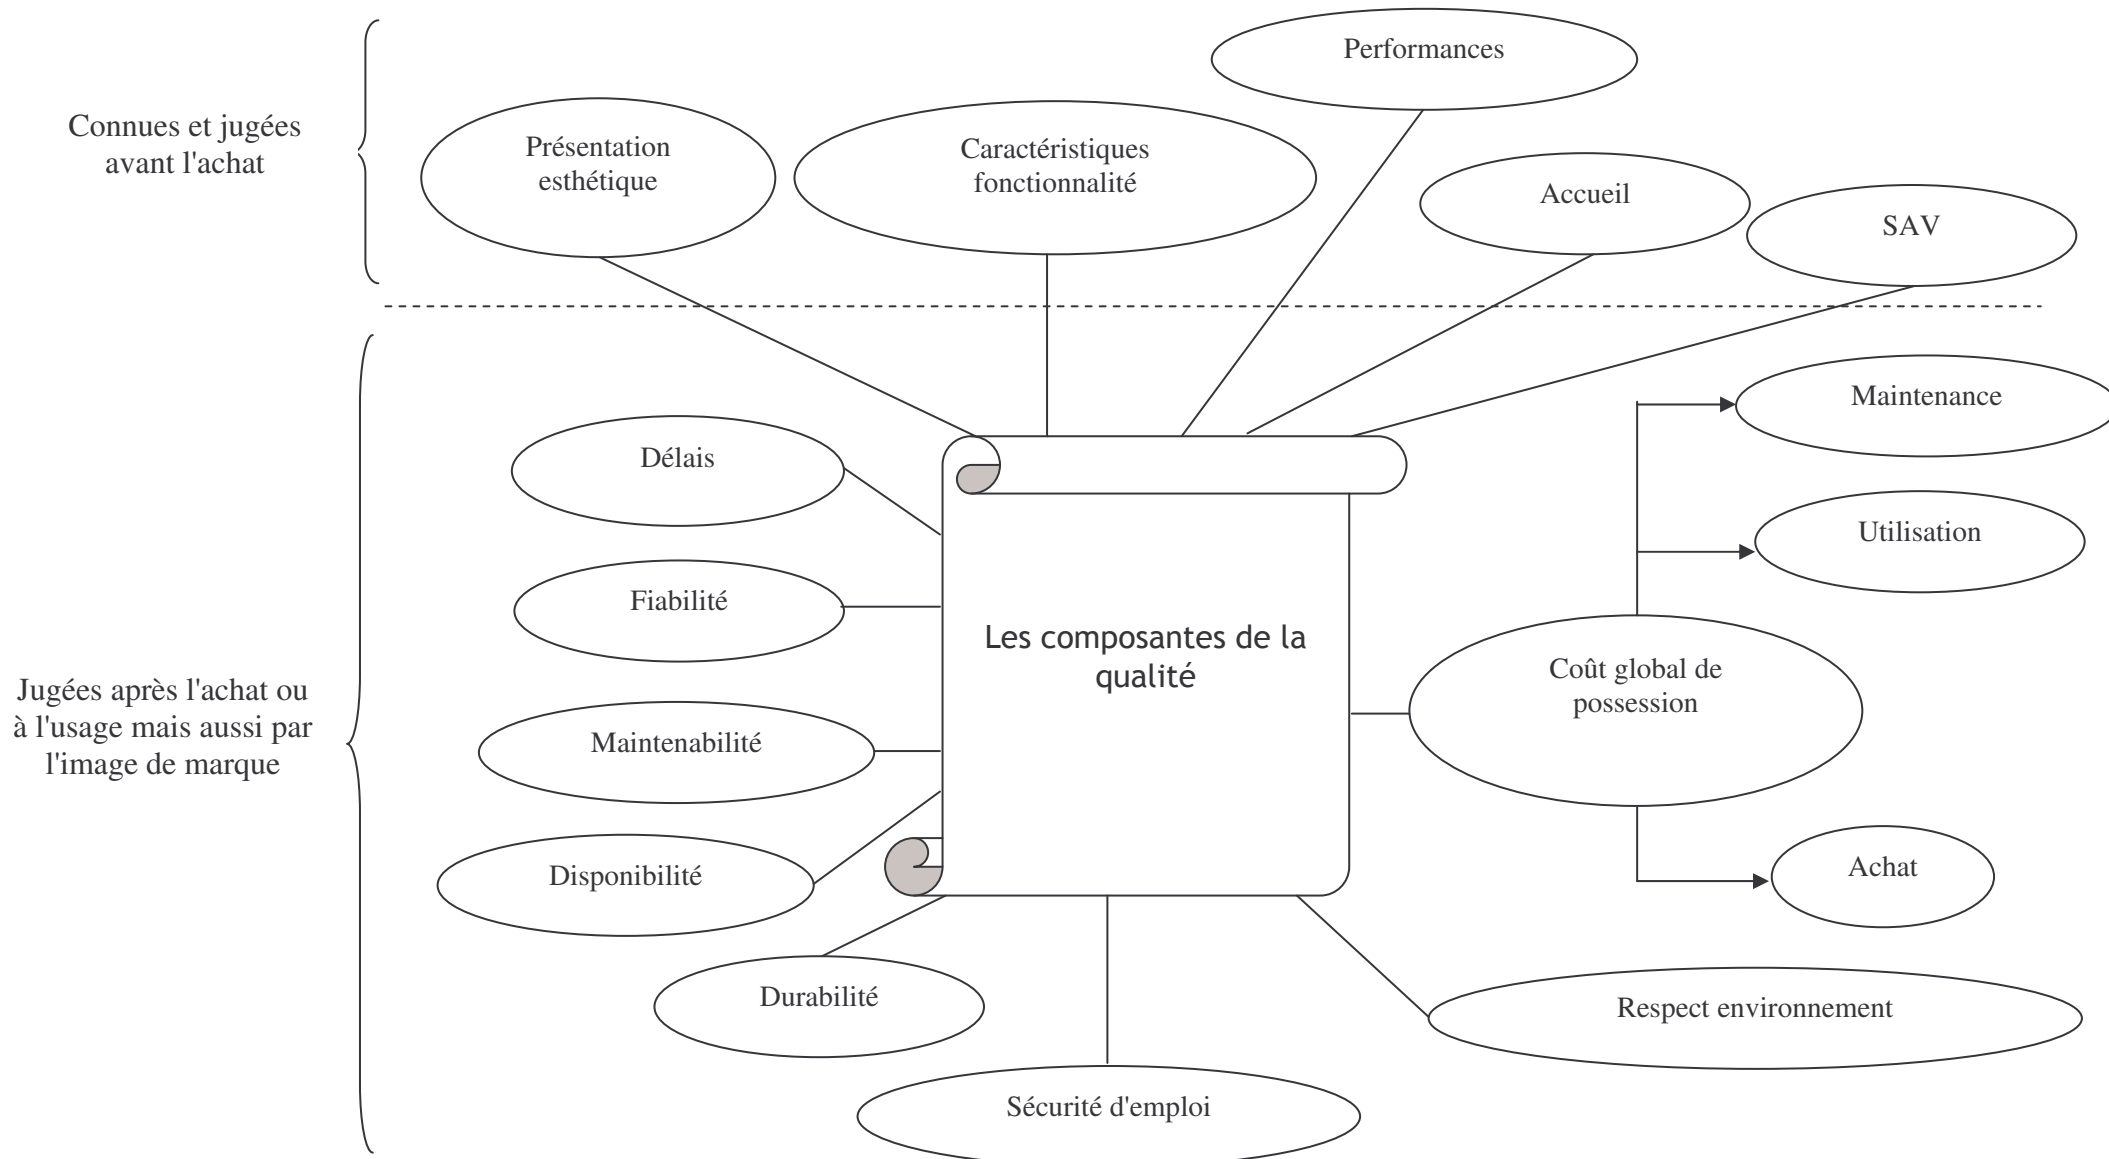 Performances
Connues et jugées
avant l'achat
Présentation
esthétique
Caractéristiques
fonctionnalité
Accueil
SAV
Maintenance
Délais
Utilisation
Fiabilité
Les composantes de la
qualité
Coût global de
possession
Jugées après l'achat ou
à l'usage mais aussi par
l'image de marque
Maintenabilité
Disponibilité
Achat
Durabilité
Respect environnement
Sécurité d'emploi